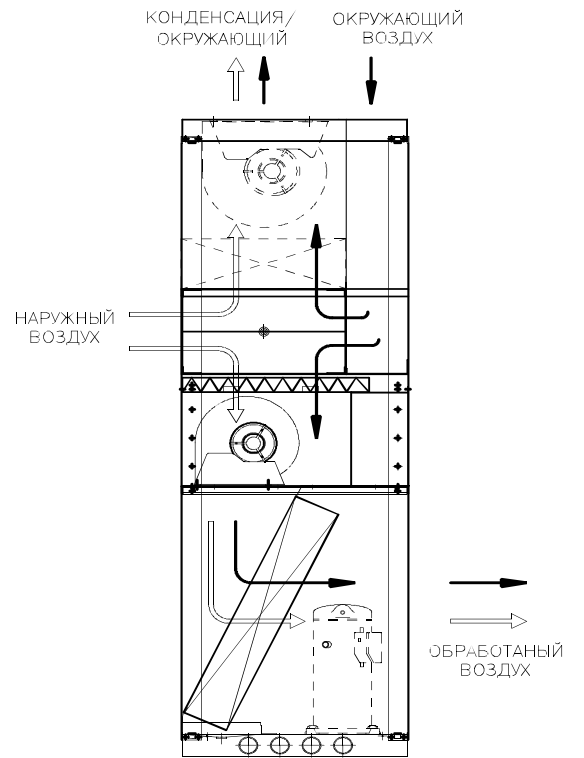 КОНДЕНСАЦИЯ/
ОКРУЖАЮЩИЙ
ОКРУЖАЮЩИЙ
ВОЗДУХ
НАРУЖНЫЙ
ВОЗДУХ
ОБРАБОТАНЫЙ
ВОЗДУХ